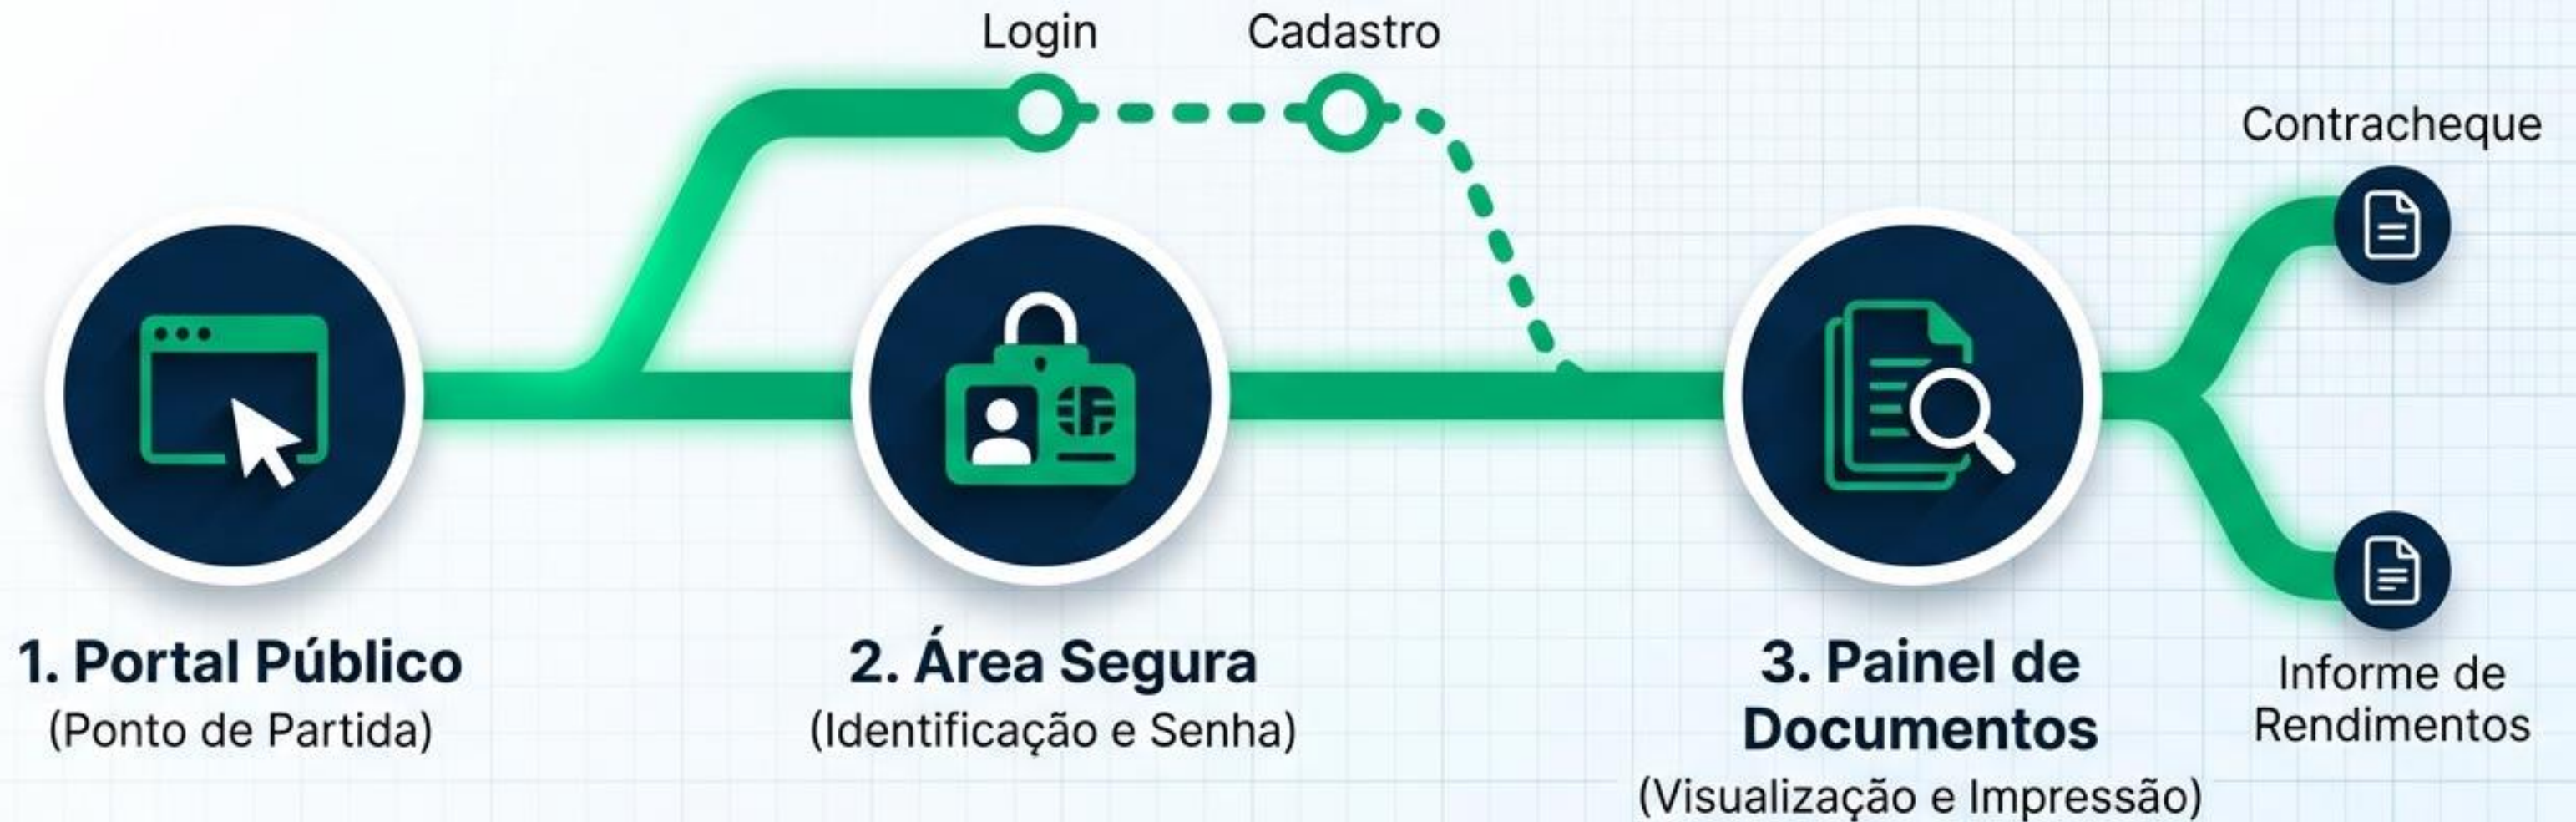 Login
Cadastro
Contracheque
1. Portal Público
(Ponto de Partida)
2. Área Segura
(Identificação e Senha)
3. Painel de
Documentos
(Visualização e Impressão)
Informe de
Rendimentos